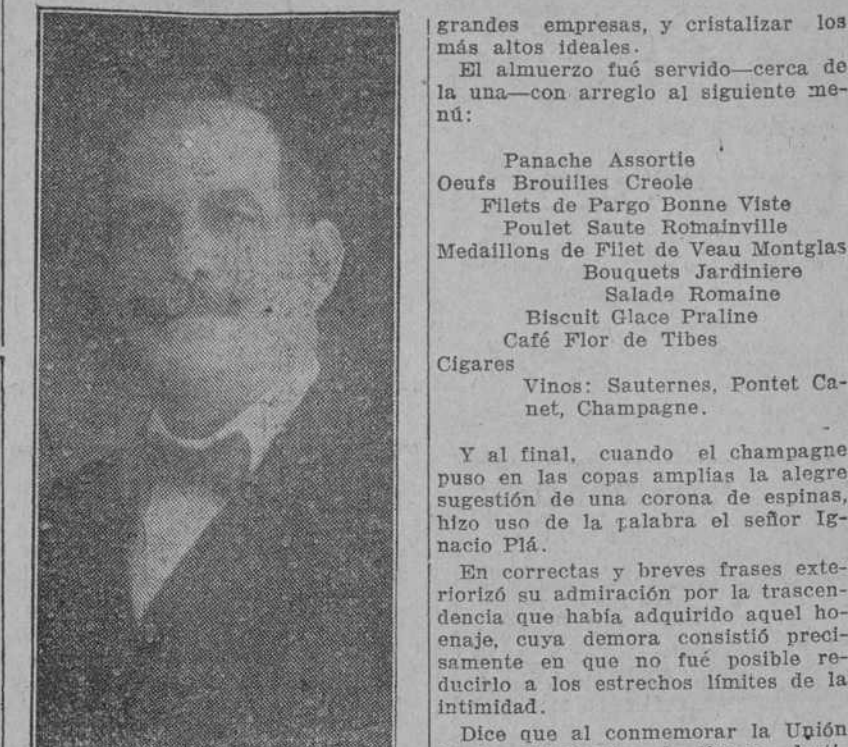 grandes empresas, y cristalizar los
más altos ideales.
El almuerzo fué servido—cerca de
la una—con arreglo al siguiente me-
nú:
Panache Assortie
Oeufs Brouilles Creole
Filets de Pargo Bonne Viste
Poulet Saute Romainville
Medaillons de Filet de Veau Montglas
Bouquets Jardiniere
Salade Romaine
Biscuit Glace Praline
Café Flor de Tibes
Cigares
Vinos: Sauternes, Pontet Ca-
net, Champagne.
Y al final, cuando el champagne
puso en las copas amplias la alegre
sugestión de una corona de espinas,
hizo uso de la palabra el señor Ig-
nacio Plá.
En correctas y breves frases exte-
riorizó su admiración por la trascen-
dencia que había adquirido aquel ho-
enaje, cuya demora consistió preci-
samente en que no fué posible re-
ducirlo a los estrechos límites de la
intimidad.
Dice que al conmemorar la Unión